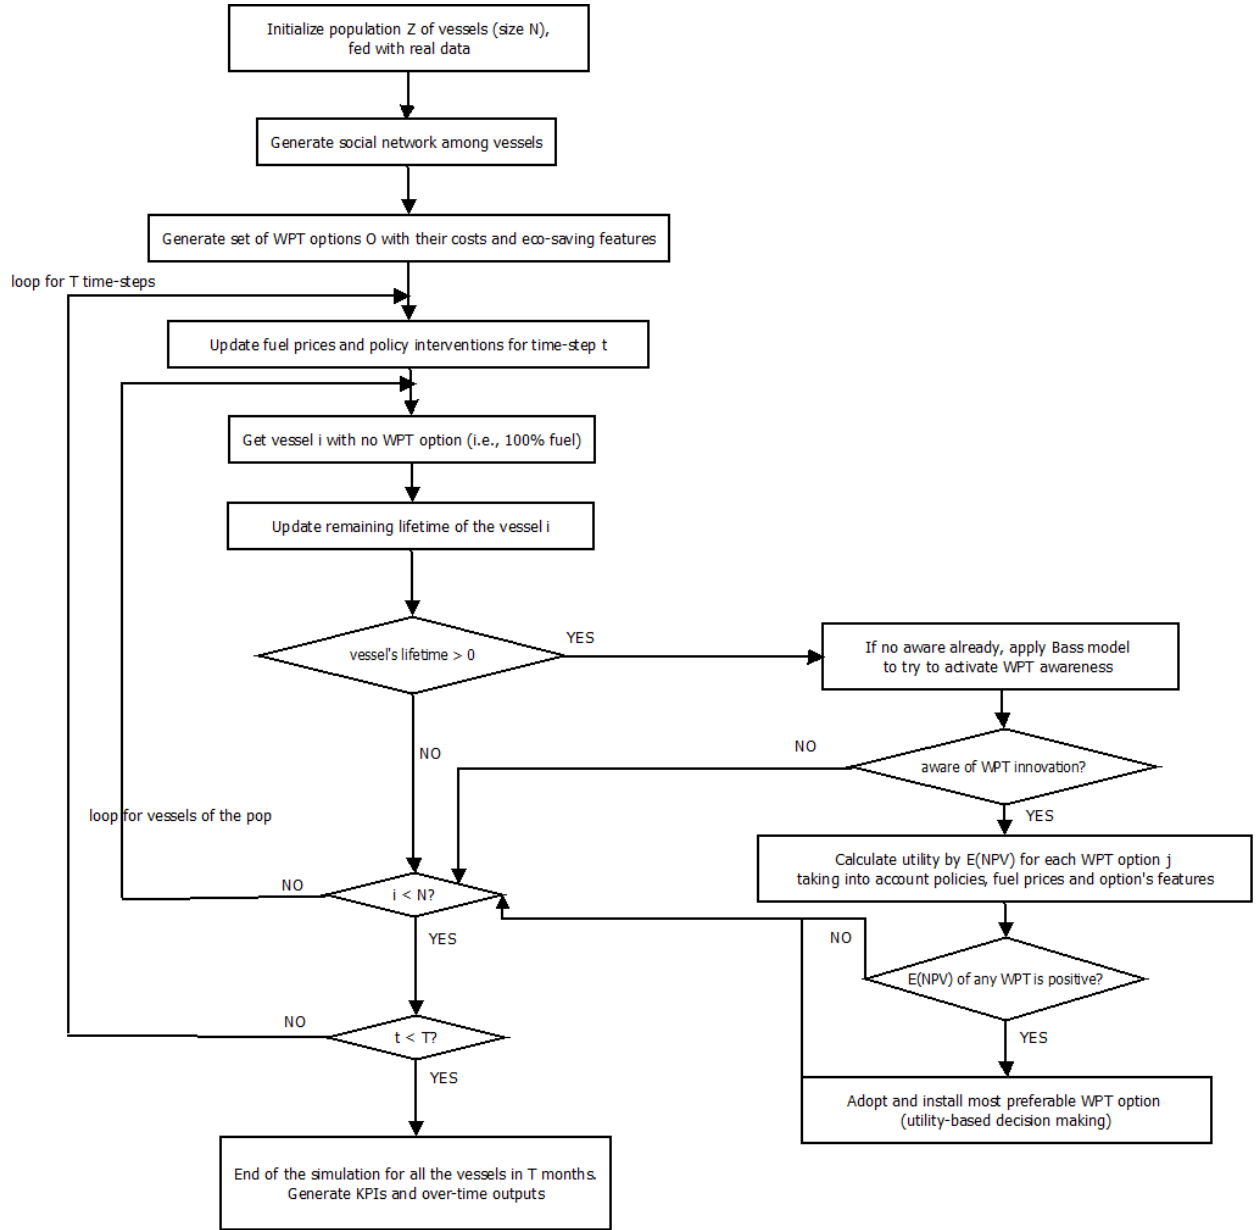 Initialize population Z of vessels (size N),
fed with real data
Generate social network among vessels
Generate set of WPT options O with their costs and eco-saving features
loop for T time-steps
Update fuel prices and policy interventions for time-step t
Get vessel i with no WPT option (i.e., 100% fuel)
Update remaining lifetime of the vessel i
vessel's lifetime > 0
YES
If no aware already, apply Bass model
to try to activate WPT awareness
NO
NO
aware of WPT innovation?
YES
loop for vessels of the pop
Calculate utility by E(NPV) for each WPT option j
taking into account policies, fuel prices and option's features
NO
i < N?
YES
NO
E(NPV) of any WPT is positive?
YES
NO
t < T?
YES
Adopt and install most preferable WPT option
(utility-based decision making)
End of the simulation for all the vessels in T months.
Generate KPIs and over-time outputs